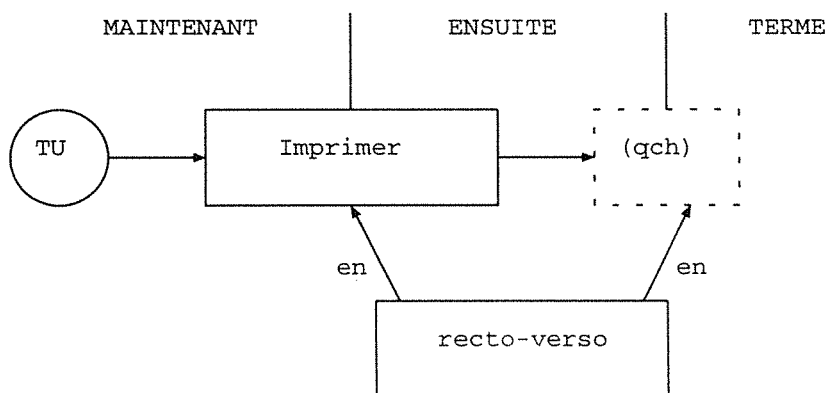 MAINTENANT ENSUITE TERME
TU Imprimer (qch)
en en
recto-verso